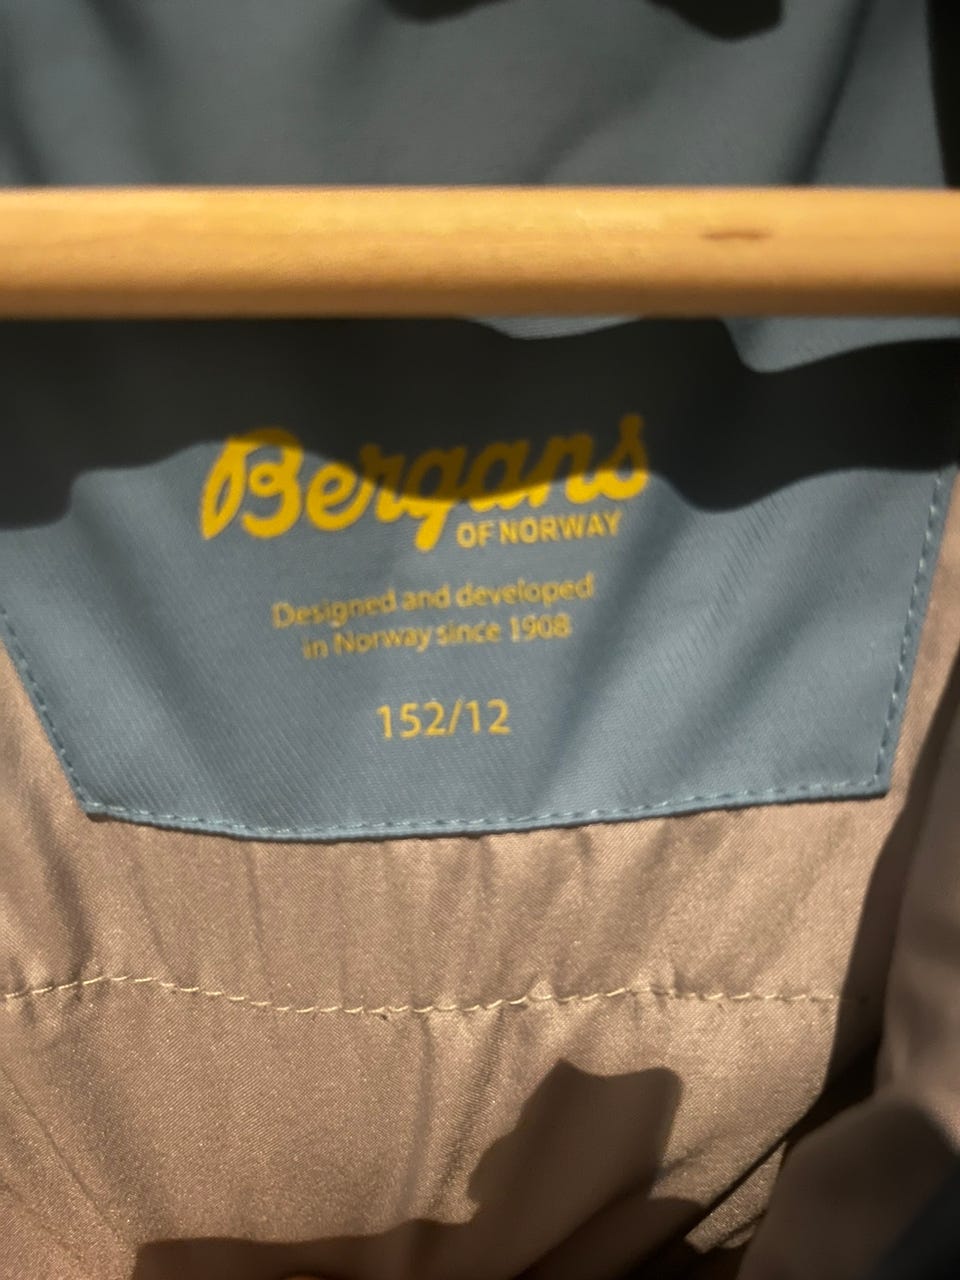 Bergans
OF NORWAY
Designed and developed
in Norway since 1908
152/12